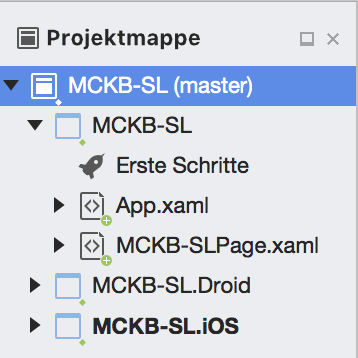 Projektmappe
MCKB-SL (master)
MCKB-SL
Erste Schritte
App.xaml
MCKB-SLPage.xaml
MCKB-SL.Droid
MCKB-SL.iOS